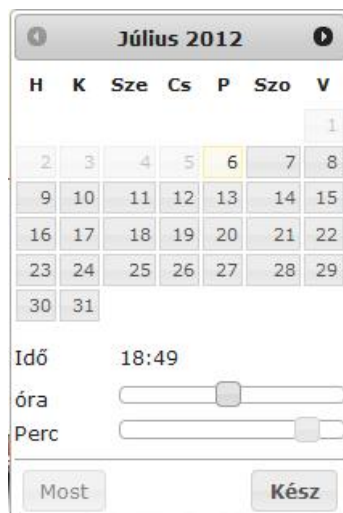 Július 2012
H K Sze Cs P Szo V
1
2 3 4 5 6 7 8
9 10 11 12 13 14 15
16 17 18 19 20 21 22
23 24 25 26 27 28 29
30 31
Idő 18:49
óra
Perc
Most Kész